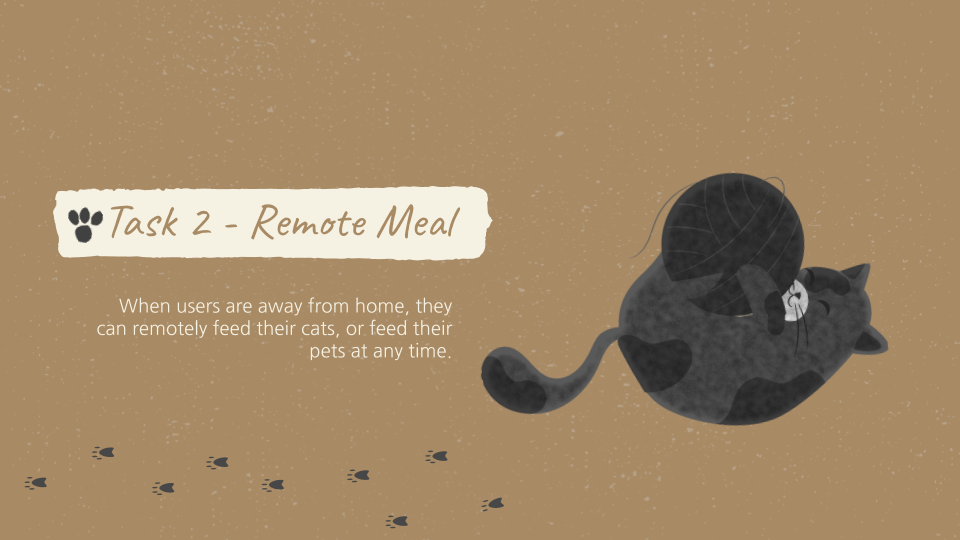 Task 2 - Remote Meal
When users are away from home, they
can remotely feed their cats, or feed their
pets at any time.